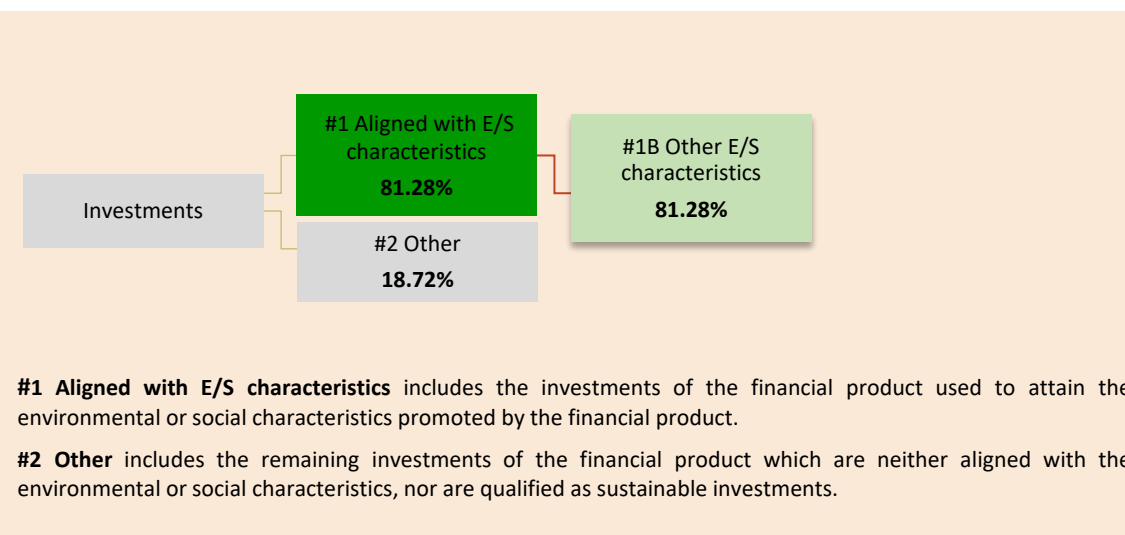 #1 Aligned with E/S
characteristics
81.28%
#1B Other E/S
characteristics
81.28%
Investments
#2 Other
18.72%
#1 Aligned with E/S characteristics includes the investments of the financial product used to attain the
environmental or social characteristics promoted by the financial product.
#2 Other includes the remaining investments of the financial product which are neither aligned with the
environmental or social characteristics, nor are qualified as sustainable investments.